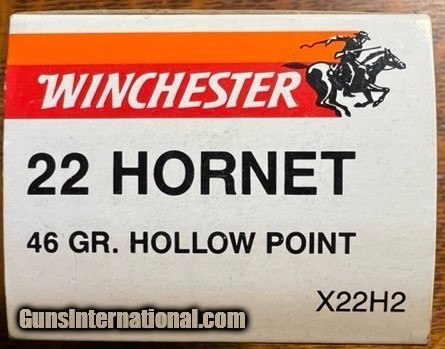 WINCHESTER
22 HORNET
46 GR. HOLLOW POINT
X22H2
GunsInternational.com